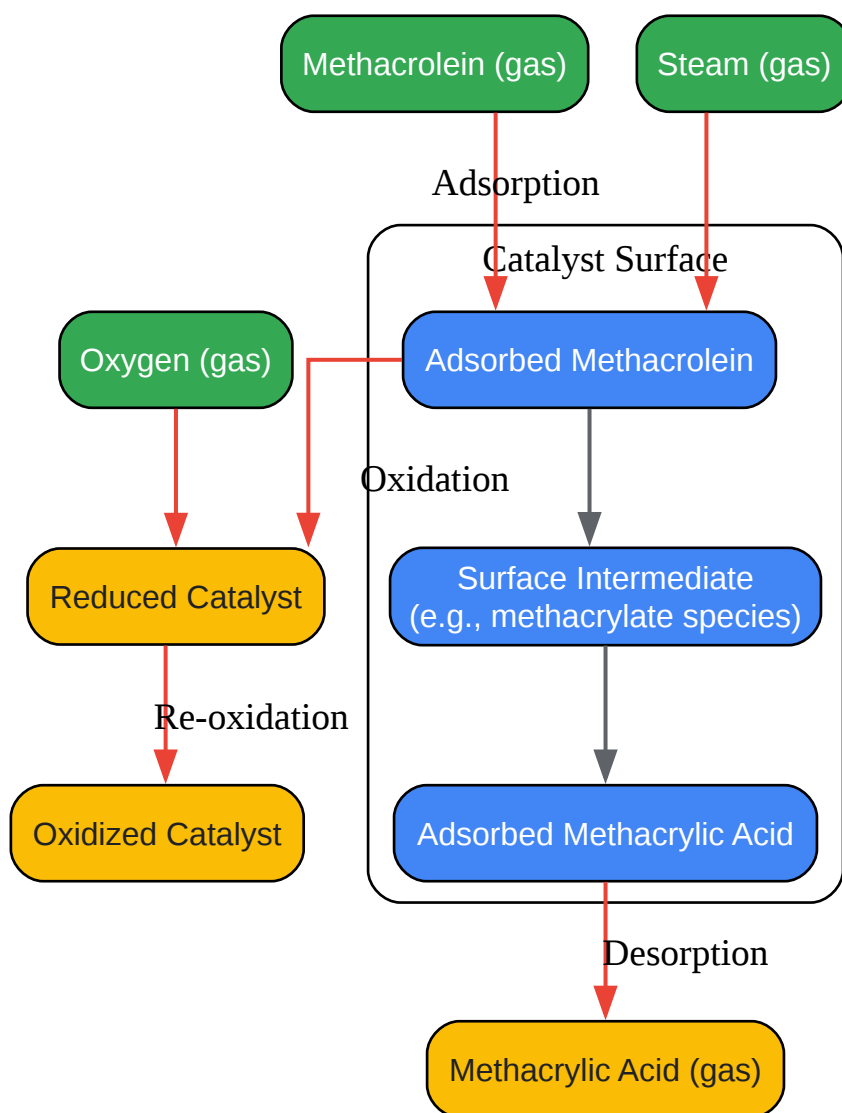 Methacrolein (gas)
Steam (gas)
Adsorption
Catalyst Surface
Oxygen (gas)
Adsorbed Methacrolein
Oxidation
Reduced Catalyst
Surface Intermediate
(e.g., methacrylate species)
Re-oxidation
Oxidized Catalyst
Adsorbed Methacrylic Acid
Desorption
Methacrylic Acid (gas)